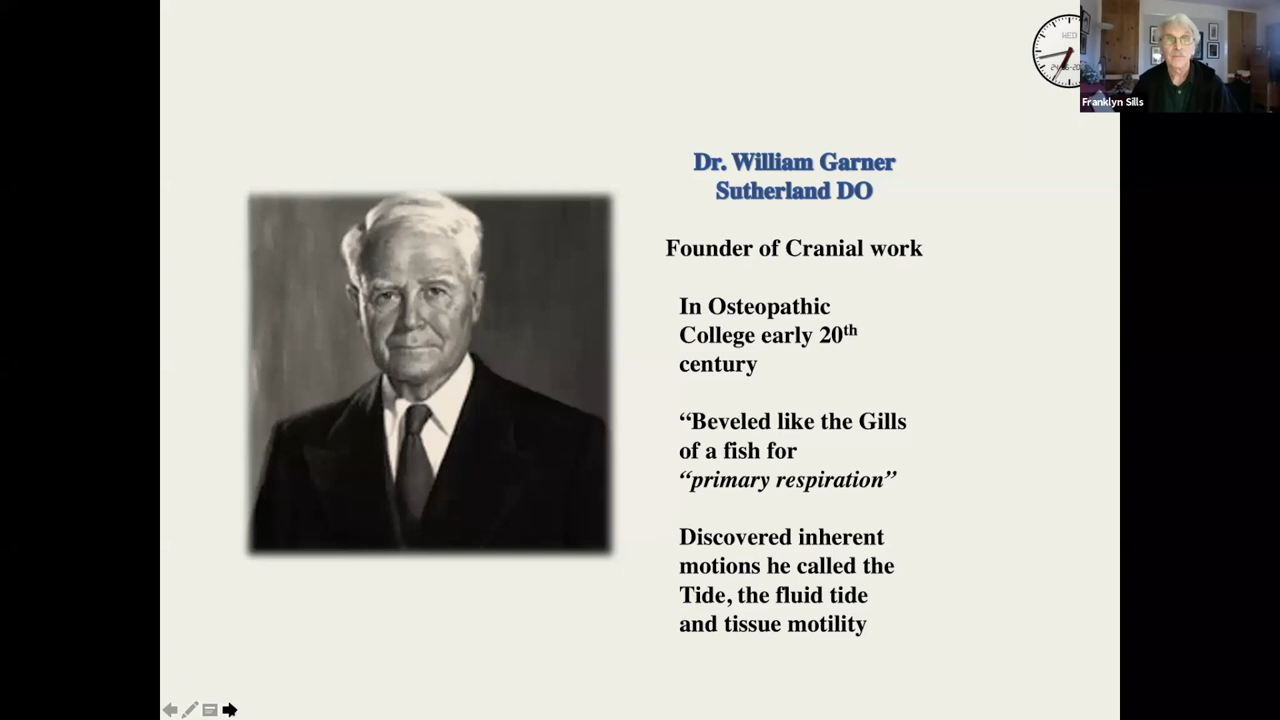 WED
Franklyn Sills
Dr. William Garner
Sutherland DO
Founder of Cranial work
In Osteopathic
College early 20th
century
“Beveled like the Gills
of a fish for
“primary respiration”
Discovered inherent
motions he called the
Tide, the fluid tide
and tissue motility